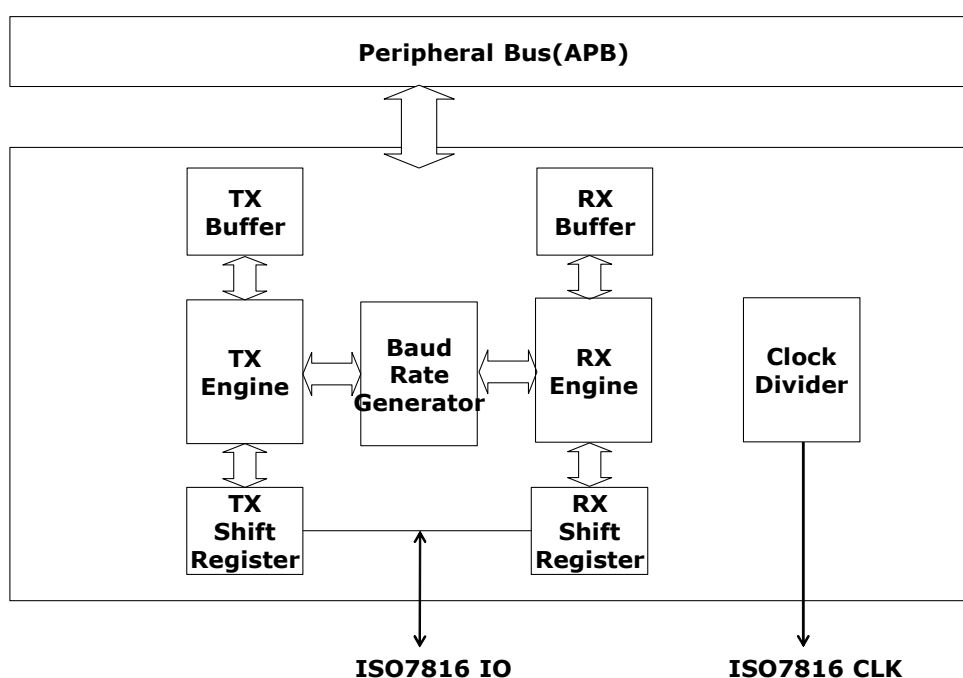 Peripheral Bus(APB)
TX
Buffer
RX
Buffer
TX
Engine
Baud
Rate
Generator
RX
Engine
Clock
Divider
TX
Shift
Register
RX
Shift
Register
ISO7816 IO
ISO7816 CLK